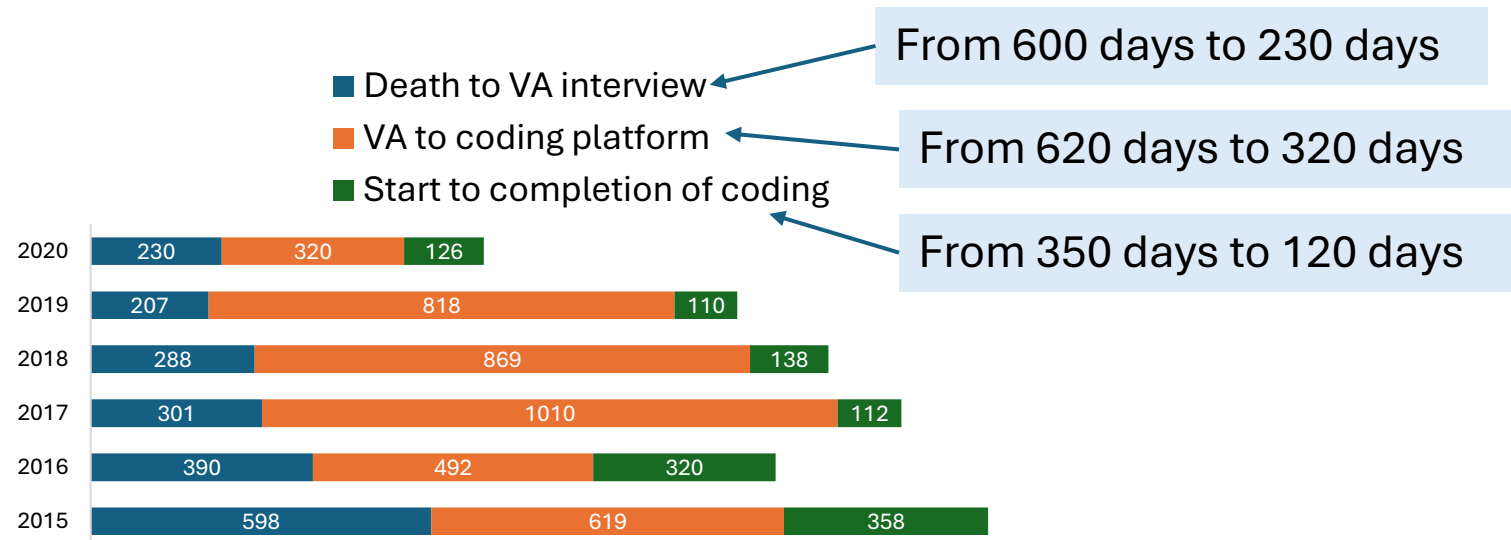 From 600 days to 230 days
Death to VA interview
VA to coding platform
From 620 days to 320 days
Start to completion of coding
From 350 days to 120 days
2020 230 320 126
2019 207 818 110
2018 288 869 138
2017 301 1010 112
2016 390 492 320
2015 598 619 358